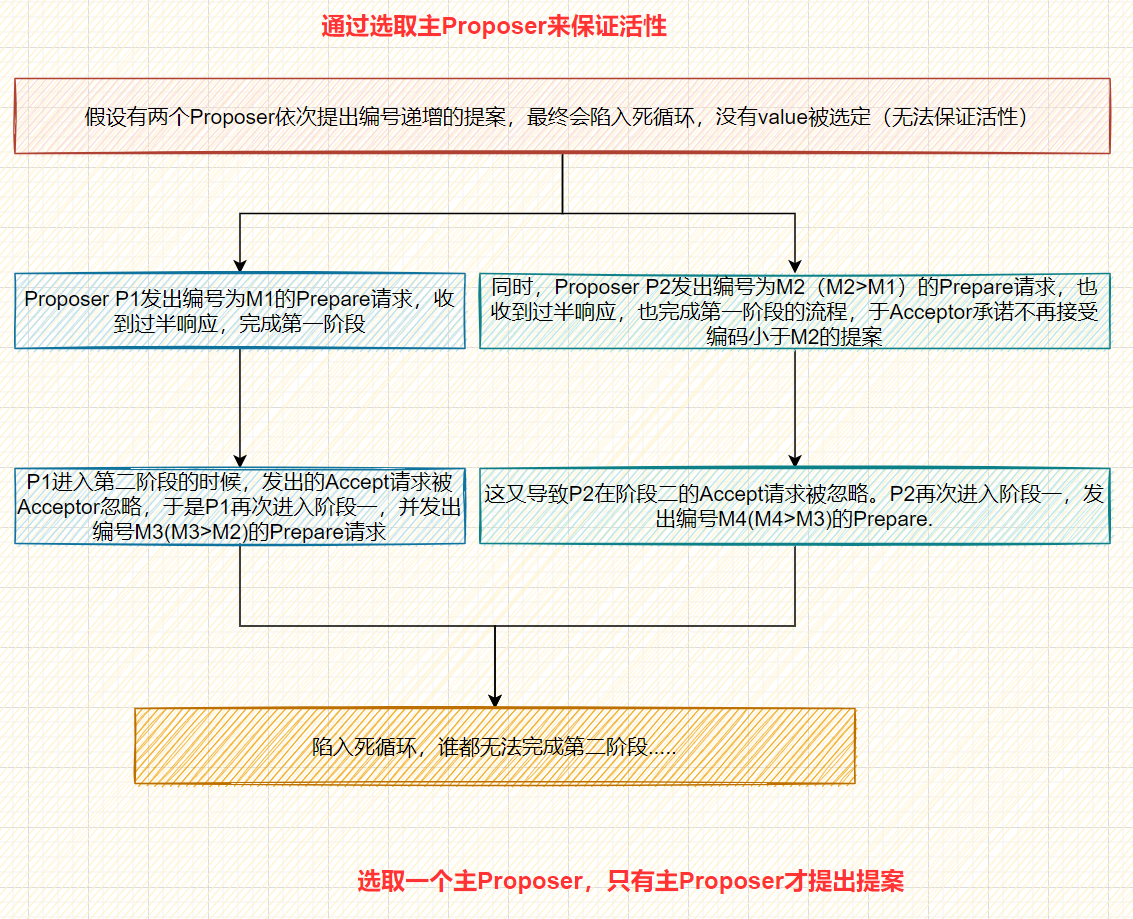 通过选取主Proposer来保证活性
假设有两个Proposer依次提出编号递增的提案，最终会陷入死循环，没有value被选定（无法保证活性）
Proposer P1发出编号为M1的Prepare请求，收
到过半响应，完成第一阶段
同时，Proposer P2发出编号为M2（M2>M1）的Prepare请求，也
收到过半响应，也完成第一阶段的流程，于Acceptor承诺不再接受
编码小于M2的提案
P1进入第二阶段的时候，发出的Accept请求被
Acceptor忽略，于是P1再次进入阶段一，并发出
编号M3(M3>M2)的Prepare请求
这又导致P2在阶段二的Accept请求被忽略。P2再次进入阶段一，发
出编号M4(M4>M3)的Prepare.
陷入死循环，谁都无法完成第二阶段.....
选取一个主Proposer，只有主Proposer才提出提案